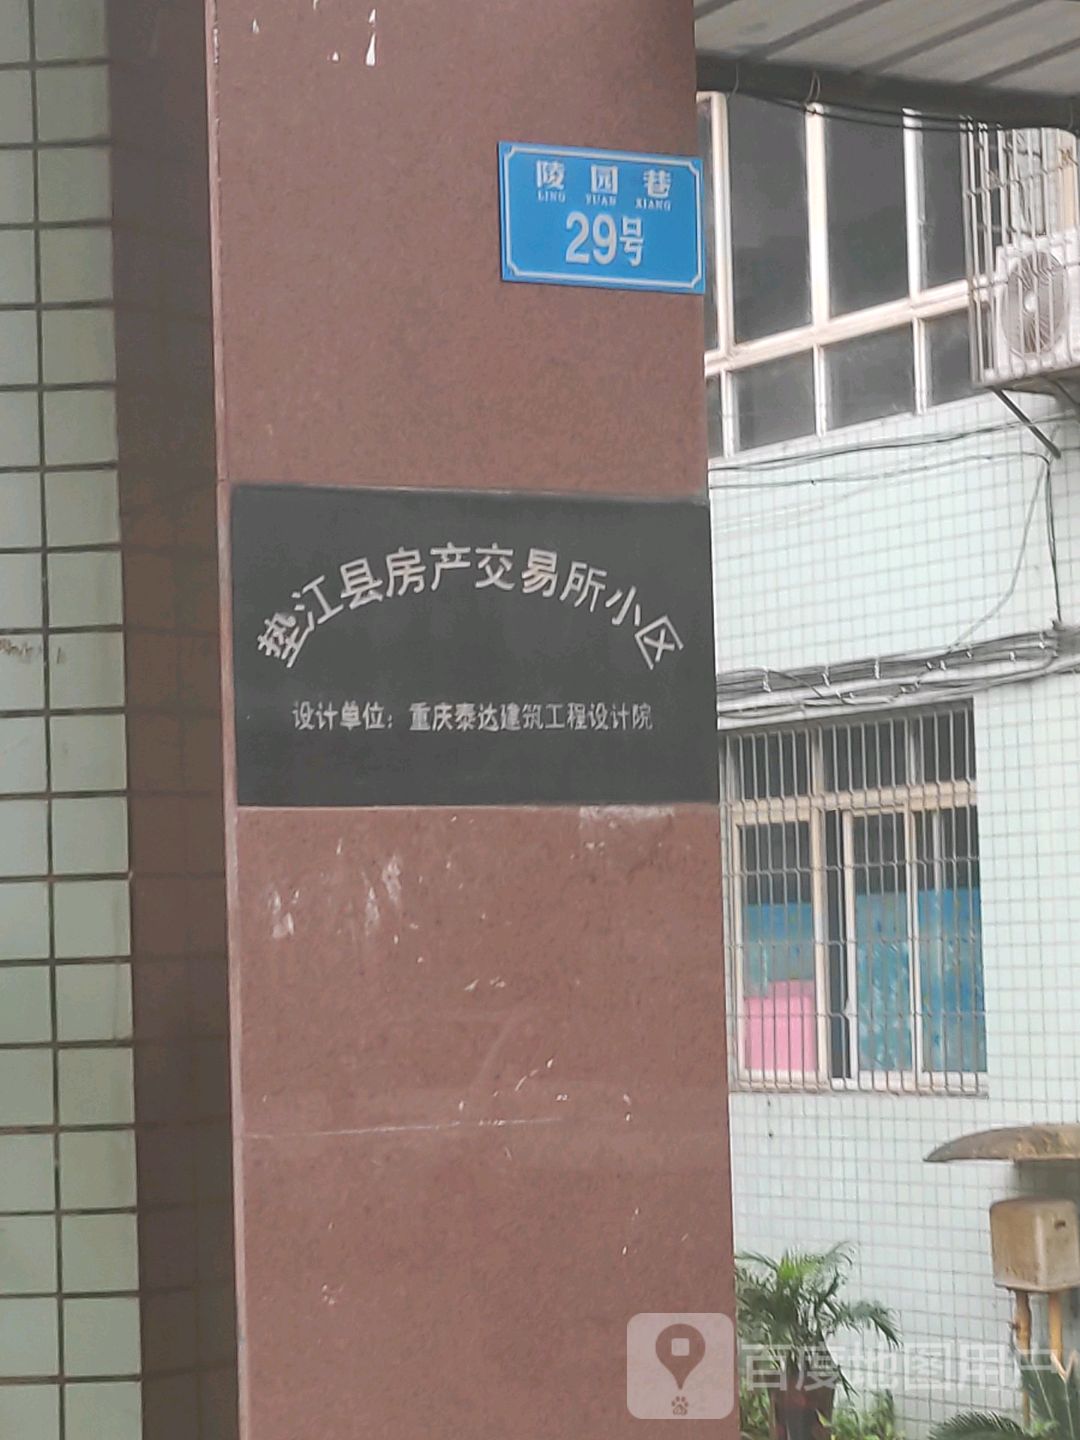 陵园巷
LING YUAN XIANG
29号
垫江县房产交易所小区
设计单位：重庆泰达建筑工程设计院
百度地图用户